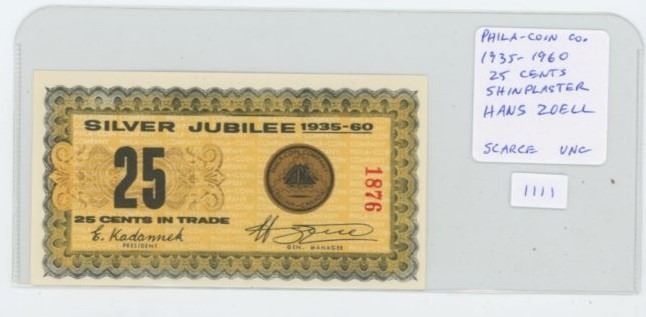 SILVER JUBILEE 1935-60
25
1876
25 CENTS IN TRADE
E. Kadannek
PRESIDENT
GEN. MANAGER
PHILA-COIN CO.
1935-1960
25 CENTS
SHINPLASTER
HANS ZOELL
SCARCE UNC
1111